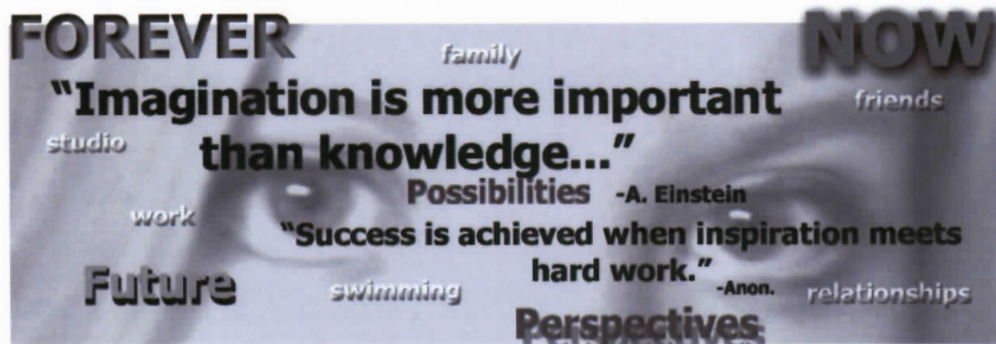 FOREVER
NOW
family
"Imagination is more important
friends
studio
than knowledge..."
Possibilities -A. Einstein
work
"Success is achieved when inspiration meets
hard work."
-Anon.
Future
swimming
relationships
Perspectives